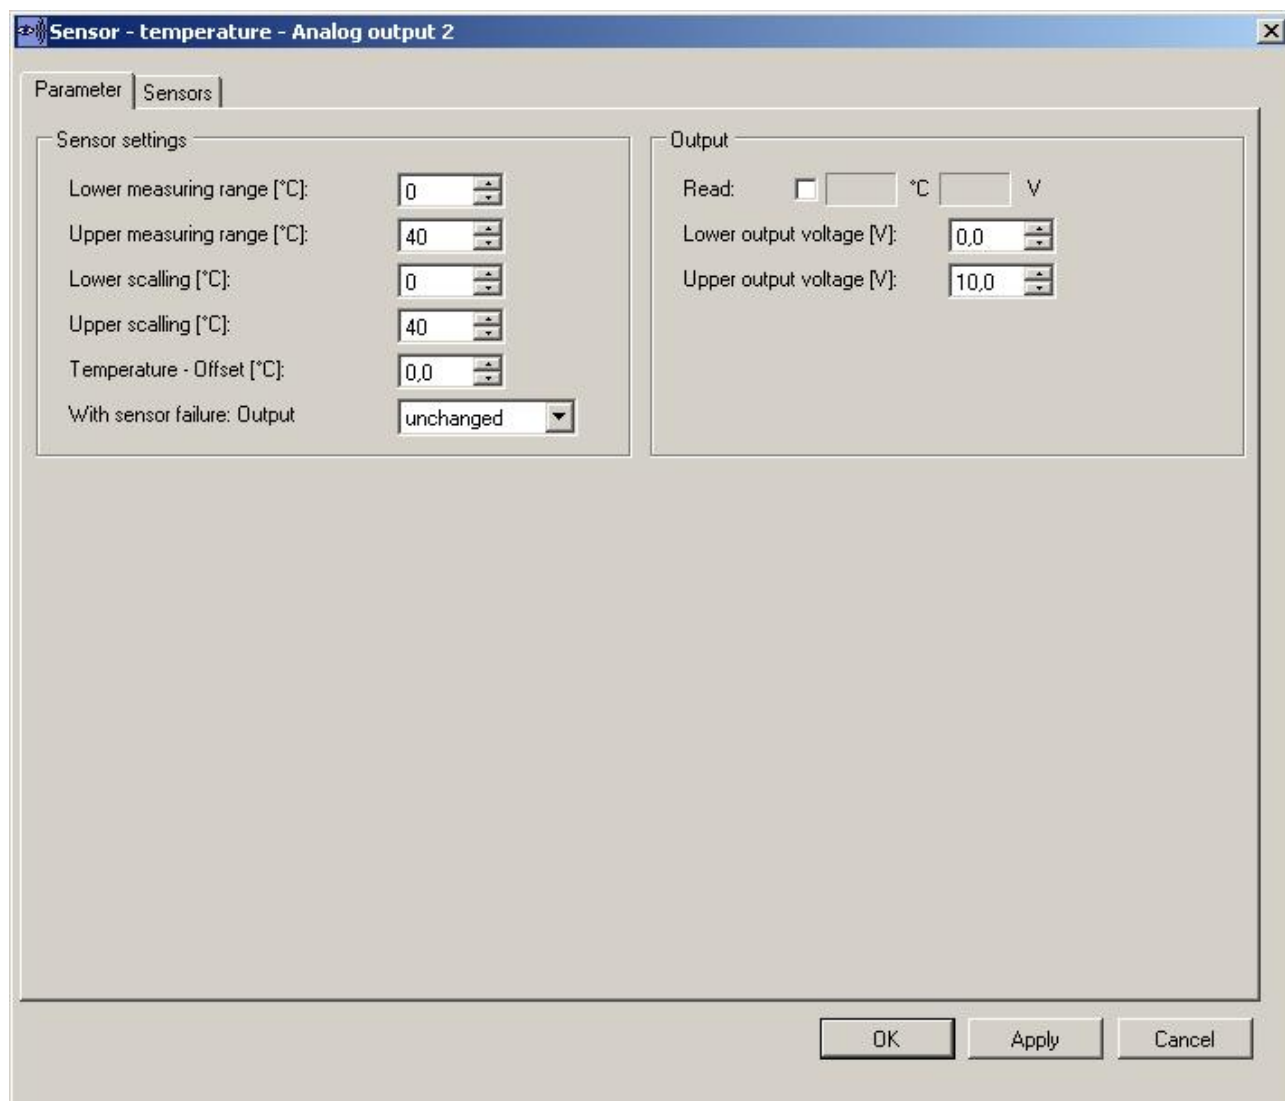 Sensor - temperature - Analog output 2
Parameter Sensors
Sensor settings
Lower measuring range [°C]: 0
Upper measuring range [°C]: 40
Lower scalling [°C]: 0
Upper scalling [°C]: 40
Temperature - Offset [°C]: 0,0
With sensor failure: Output unchanged
Output
Read: °C V
Lower output voltage [V]: 0,0
Upper output voltage [V]: 10,0
OK Apply Cancel